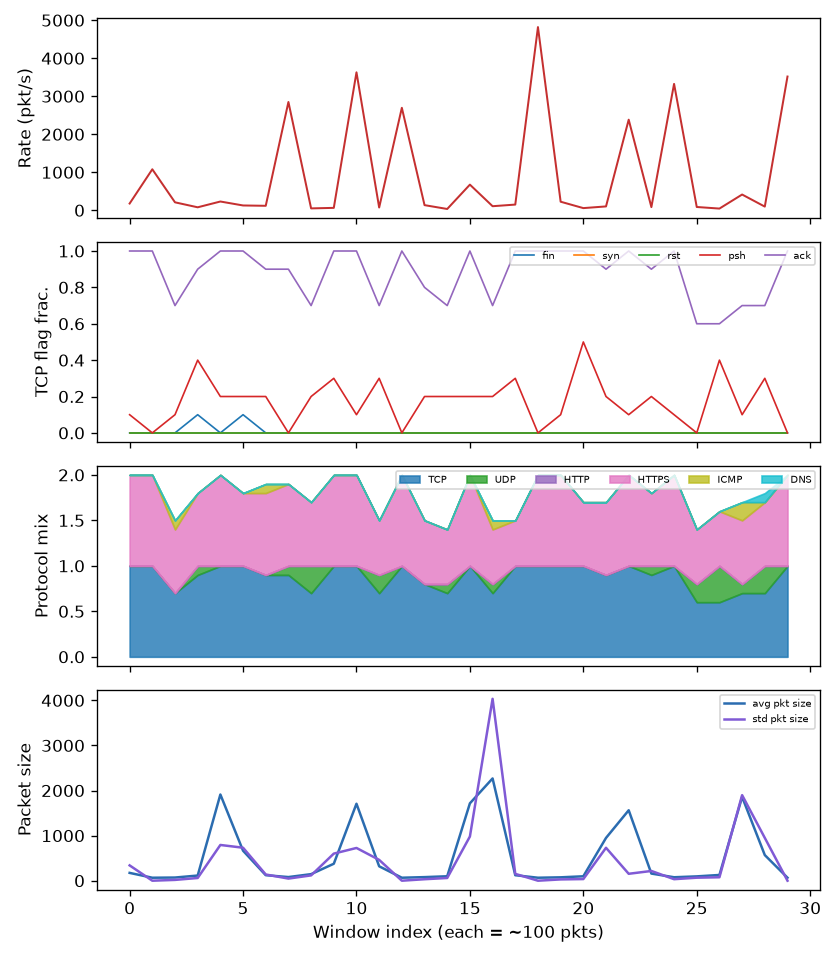 Rate (pkt/s)
5000
4000
3000
2000
1000
0
TCP flag frac.
1.0
0.8
0.6
0.4
0.2
0.0
fin syn rst psh ack
Protocol mix
2.0
1.5
1.0
0.5
0.0
TCP UDP HTTP HTTPS ICMP DNS
Packet size
4000
3000
2000
1000
0
avg pkt size
std pkt size
0 5 10 15 20 25 30
Window index (each = ~100 pkts)